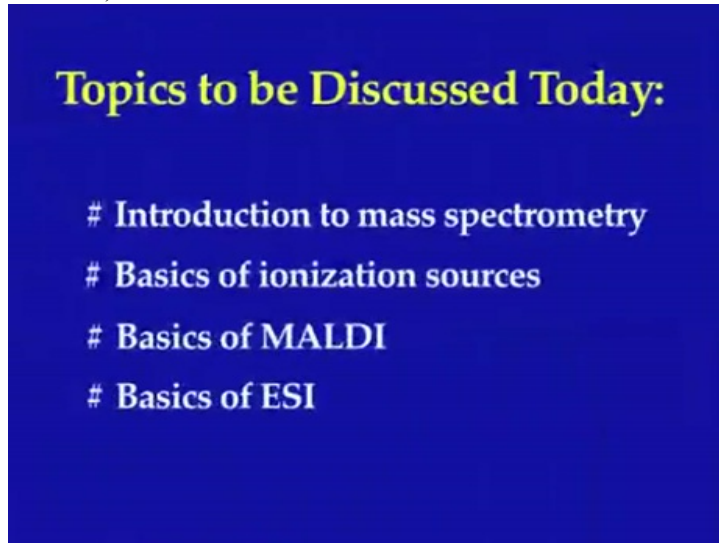 Topics to be Discussed Today:
# Introduction to mass spectrometry
# Basics of ionization sources
# Basics of MALDI
# Basics of ESI